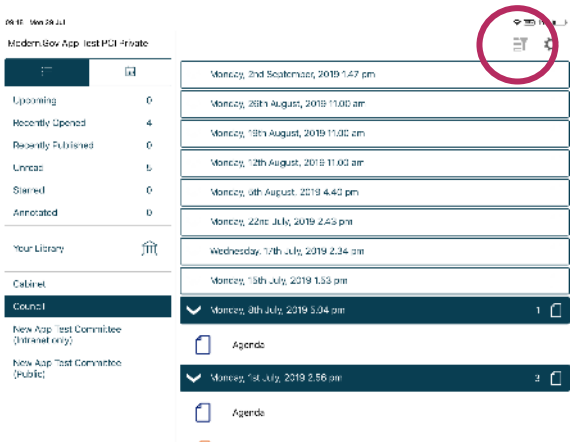 09:15 Mon 29 Jul
Modern.Gov App Test PCI Private
Upcoming 0
Recently Opened 4
Recently Published 0
Unread 5
Starred 0
Annotated 0
Your Library
Cabinet
Council
New App Test Committee
(Intranet only)
New App Test Committee
(Public)
Monday, 2nd September, 2019 1.47 pm
Monday, 26th August, 2019 11.00 am
Monday, 19th August, 2019 11.00 am
Monday, 12th August, 2019 11.00 am
Monday, 5th August, 2019 4.40 pm
Monday, 22nd July, 2019 2.43 pm
Wednesday, 17th July, 2019 2.34 pm
Monday, 15th July, 2019 1.53 pm
Monday, 8th July, 2019 5.04 pm 1
Agenda
Monday, 1st July, 2019 2.56 pm 3
Agenda